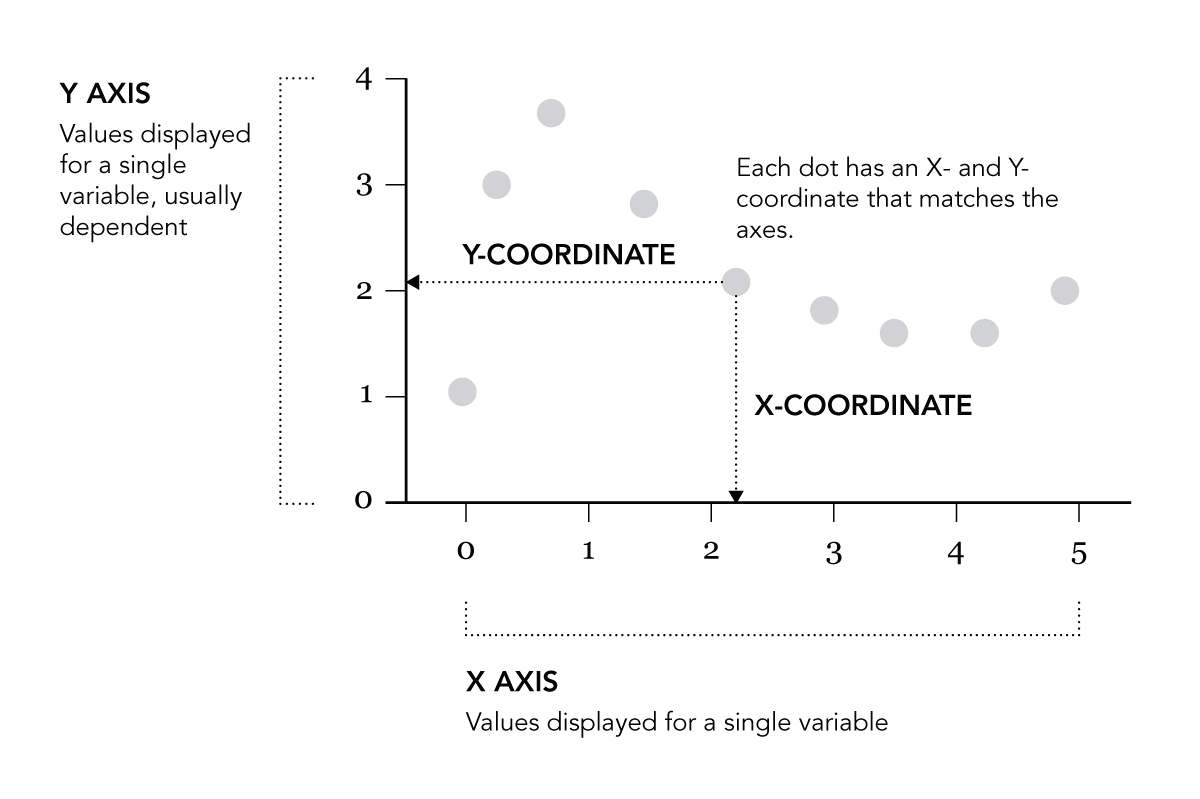 Y AXIS
Values displayed
for a single
variable, usually
dependent
4
3
2
1
0
Each dot has an X- and Y-
coordinate that matches the
axes.
Y-COORDINATE
X-COORDINATE
0 1 2 3 4 5
X AXIS
Values displayed for a single variable